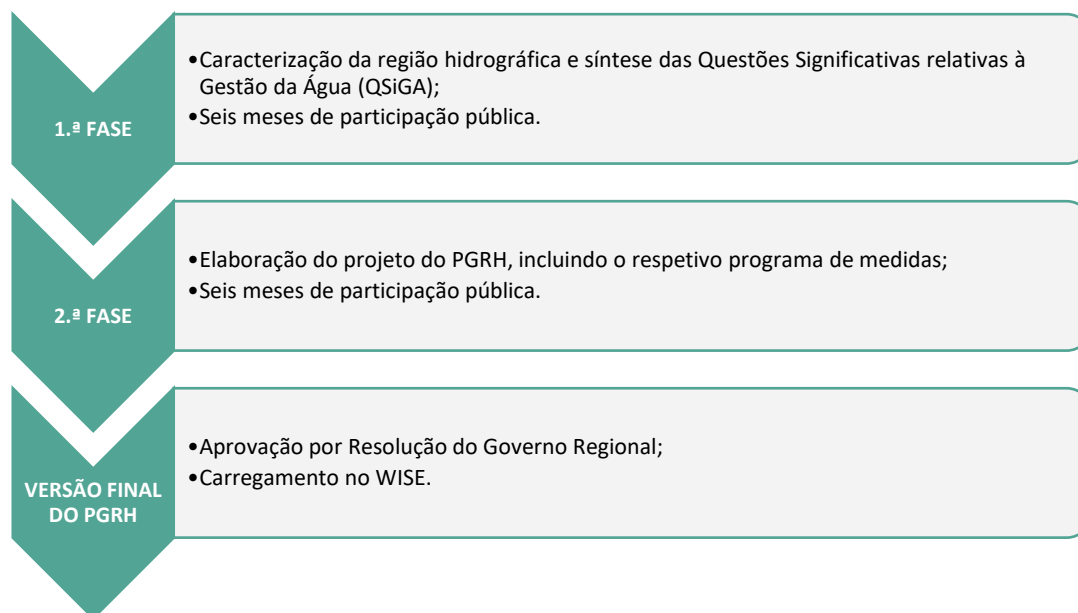 1.ª FASE
•Caracterização da região hidrográfica e síntese das Questões Significativas relativas à
Gestão da Água (QSiGA);
•Seis meses de participação pública.
2.ª FASE
•Elaboração do projeto do PGRH, incluindo o respetivo programa de medidas;
•Seis meses de participação pública.
VERSÃO FINAL
DO PGRH
•Aprovação por Resolução do Governo Regional;
•Carregamento no WISE.